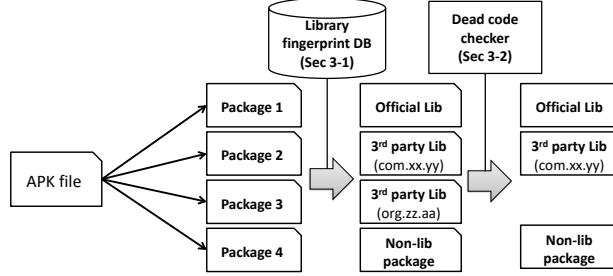 Library
fingerprint DB
(Sec 3-1)
Dead code
checker
(Sec 3-2)
APK file
Package 1
Package 2
Package 3
Package 4
Official Lib
3rd party Lib
(com.xx.yy)
3rd party Lib
(org.zz.aa)
Non-lib
package
Official Lib
3rd party Lib
(com.xx.yy)
Non-lib
package